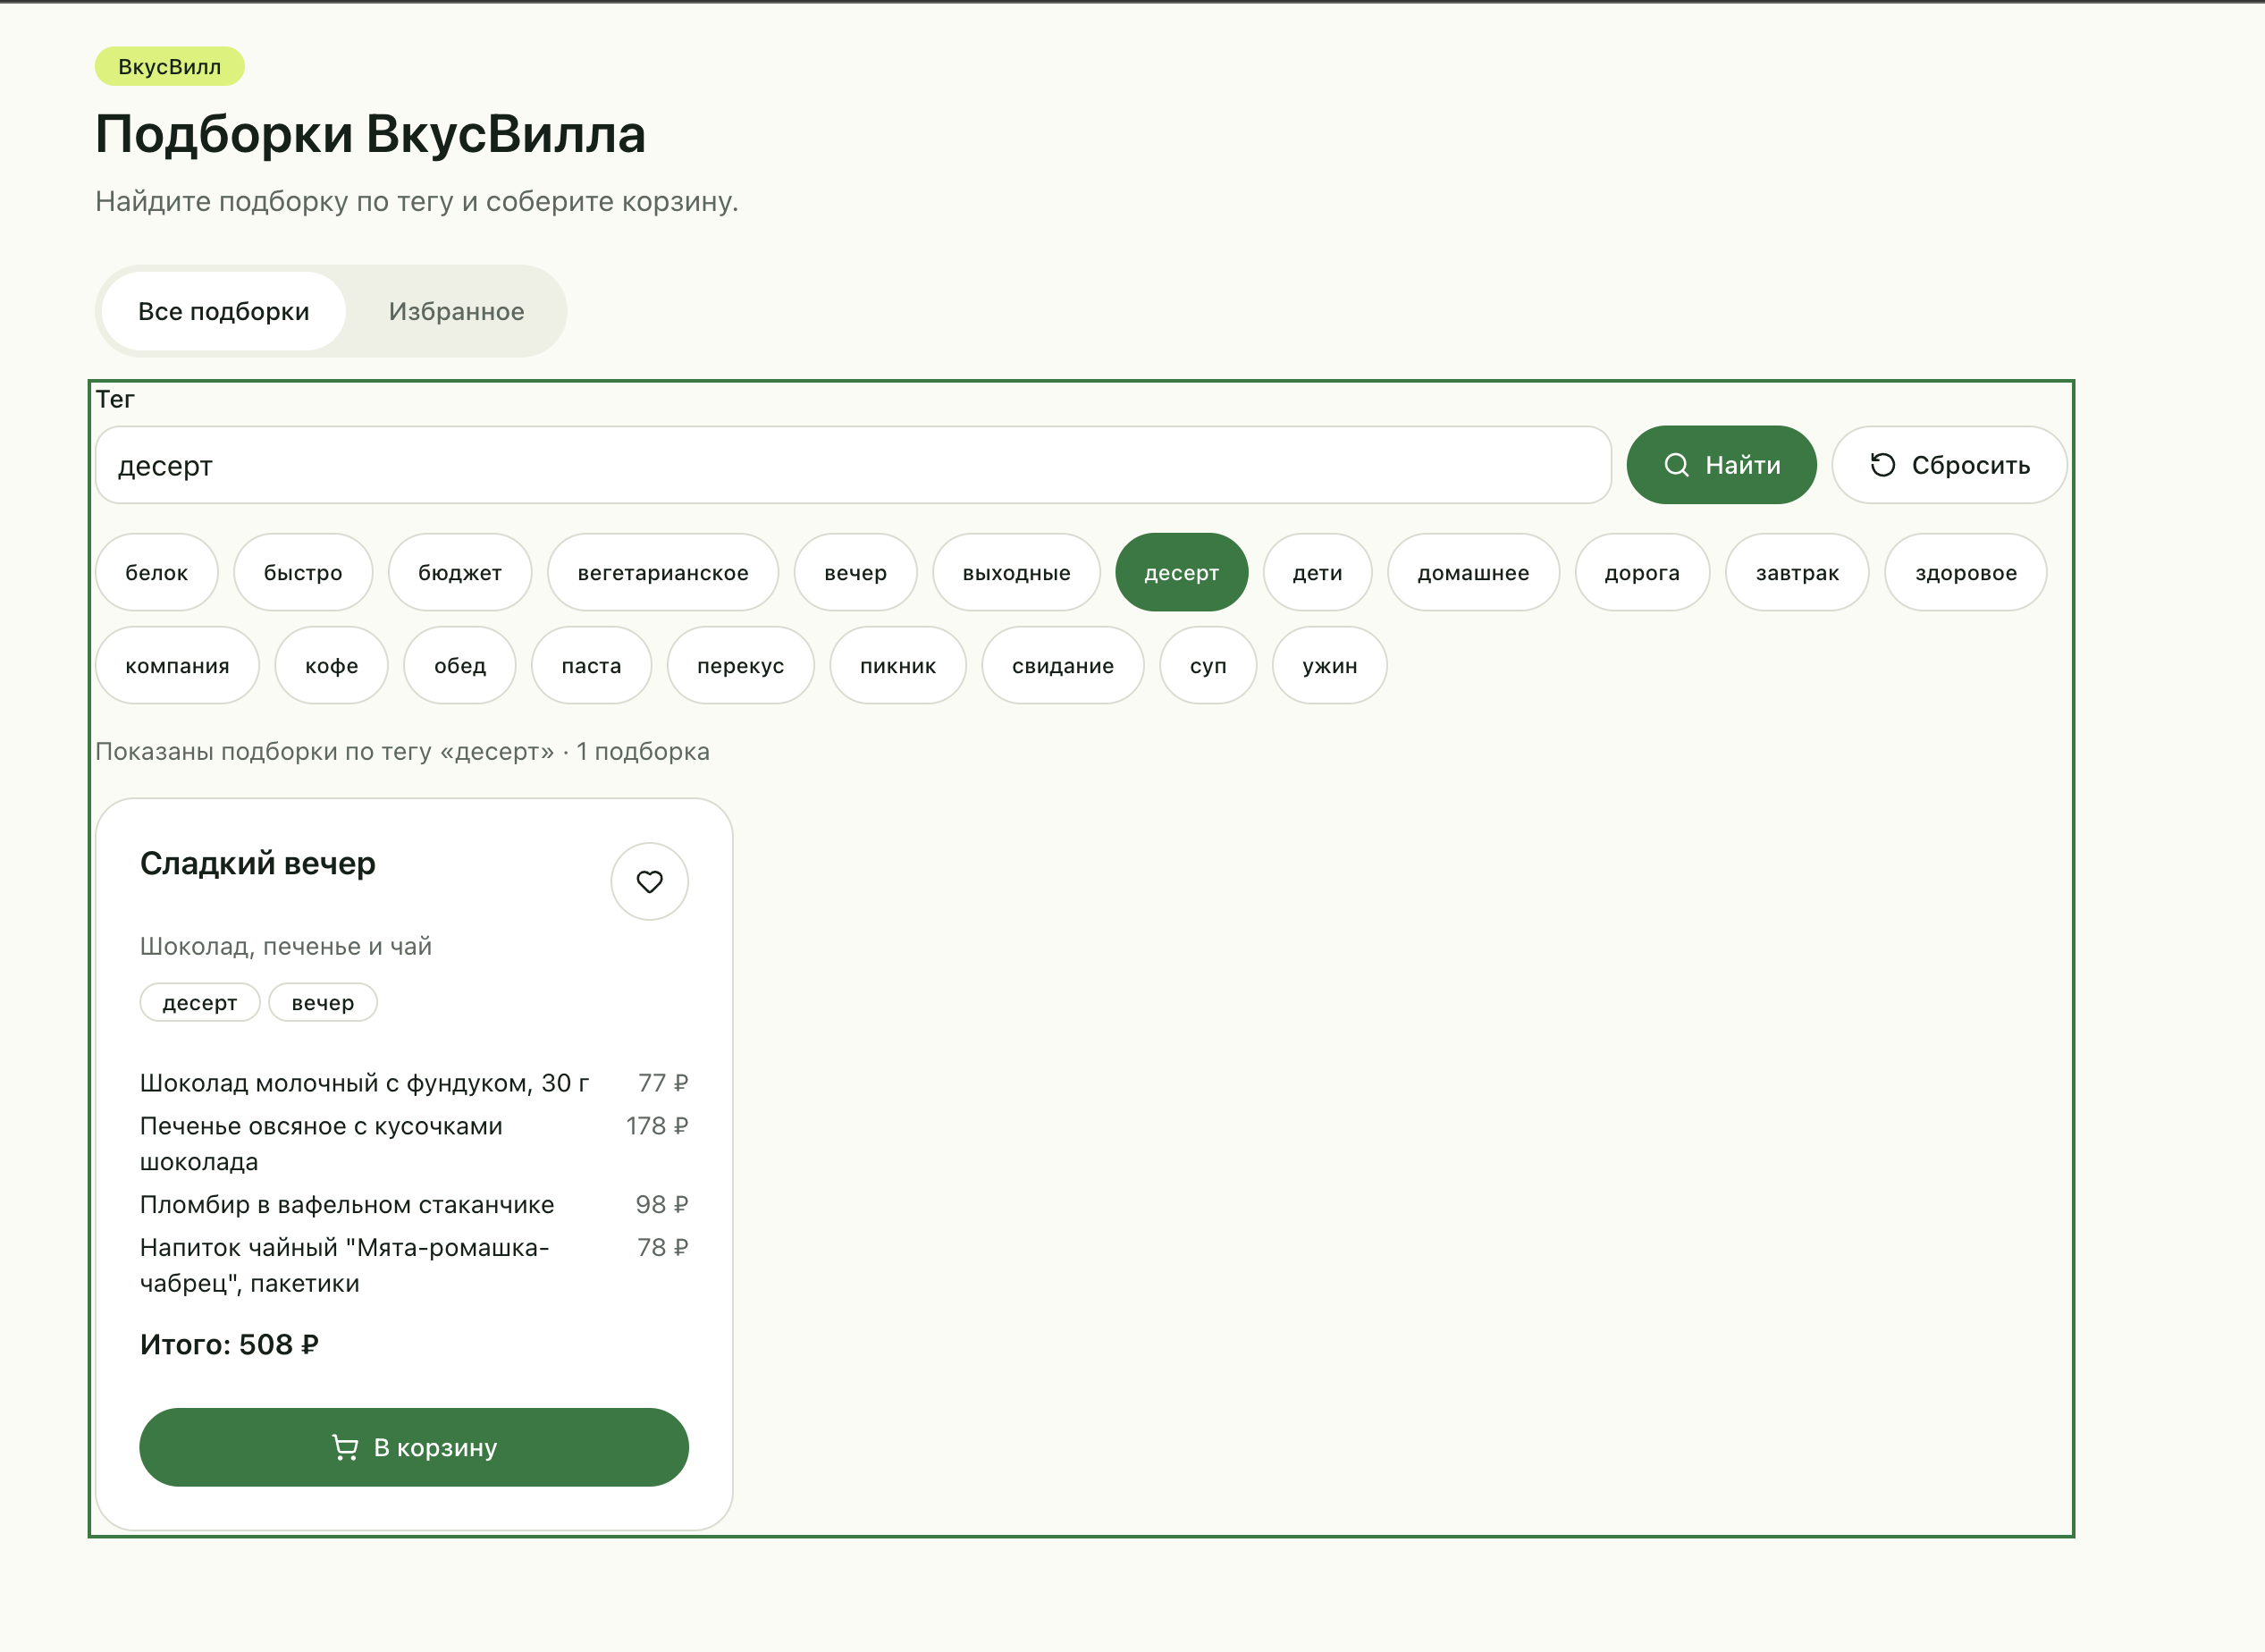 ВкусВилл
Подборки ВкусВилла
Найдите подборку по тегу и соберите корзину.
Все подборки Избранное
Тег
десерт Найти Сбросить
белок быстро бюджет вегетарианское вечер выходные десерт дети домашнее дорога завтрак здоровое
компания кофе обед паста перекус пикник свидание суп ужин
Показаны подборки по тегу «десерт» · 1 подборка
Сладкий вечер
Шоколад, печенье и чай
десерт вечер
Шоколад молочный с фундуком, 30 г 77 ₽
Печенье овсяное с кусочками 178 ₽
шоколада
Пломбир в вафельном стаканчике 98 ₽
Напиток чайный "Мята-ромашка- 78 ₽
чабрец", пакетики
Итого: 508 ₽
В корзину